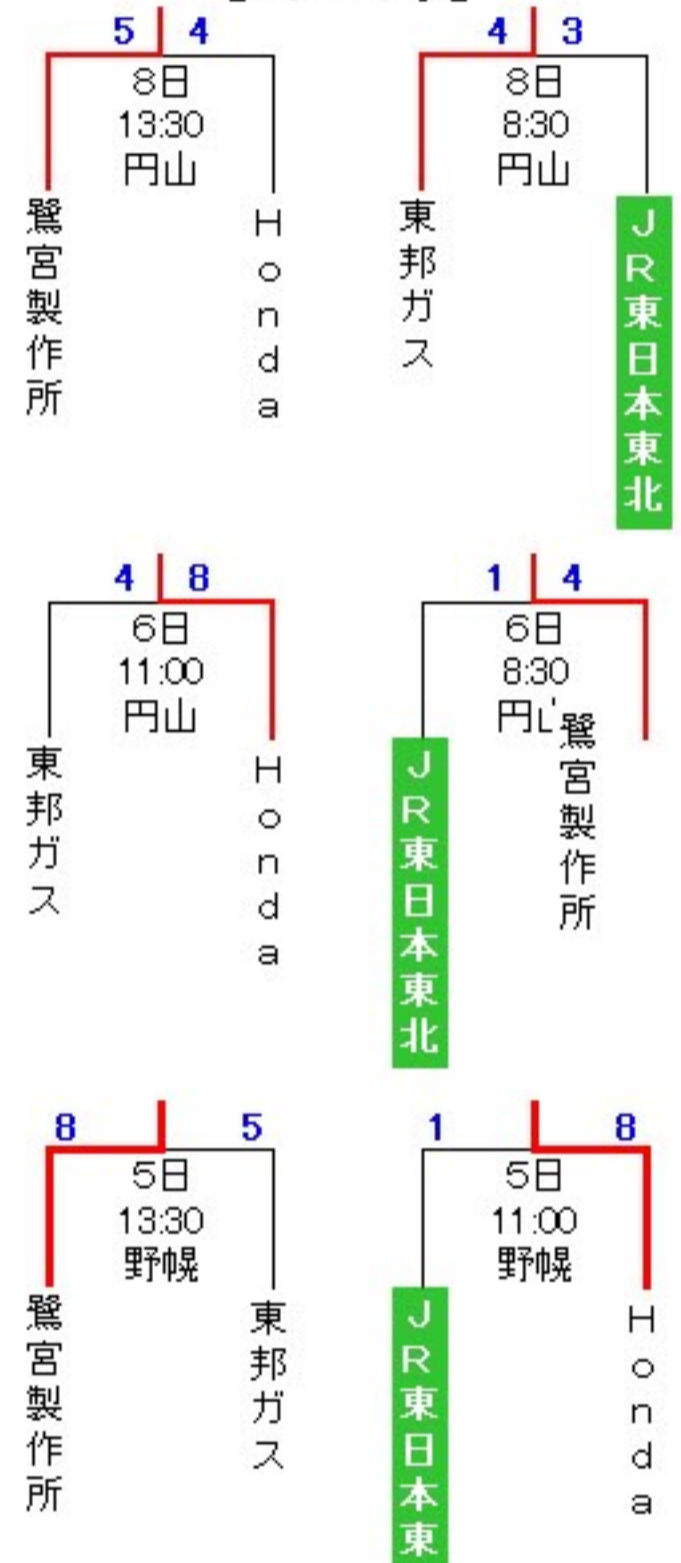 5 4
8日
13:30
円山
鷺宮製作所
Honda
4 3
8日
8:30
円山
東邦ガス
JR東日本東北
4 8
6日
11:00
円山
東邦ガス
Honda
1 4
6日
8:30
円
JR東日本東北
鷺宮製作所
8 5
5日
13:30
野幌
鷺宮製作所
東邦ガス
1 8
5日
11:00
野幌
JR東日本東
Honda